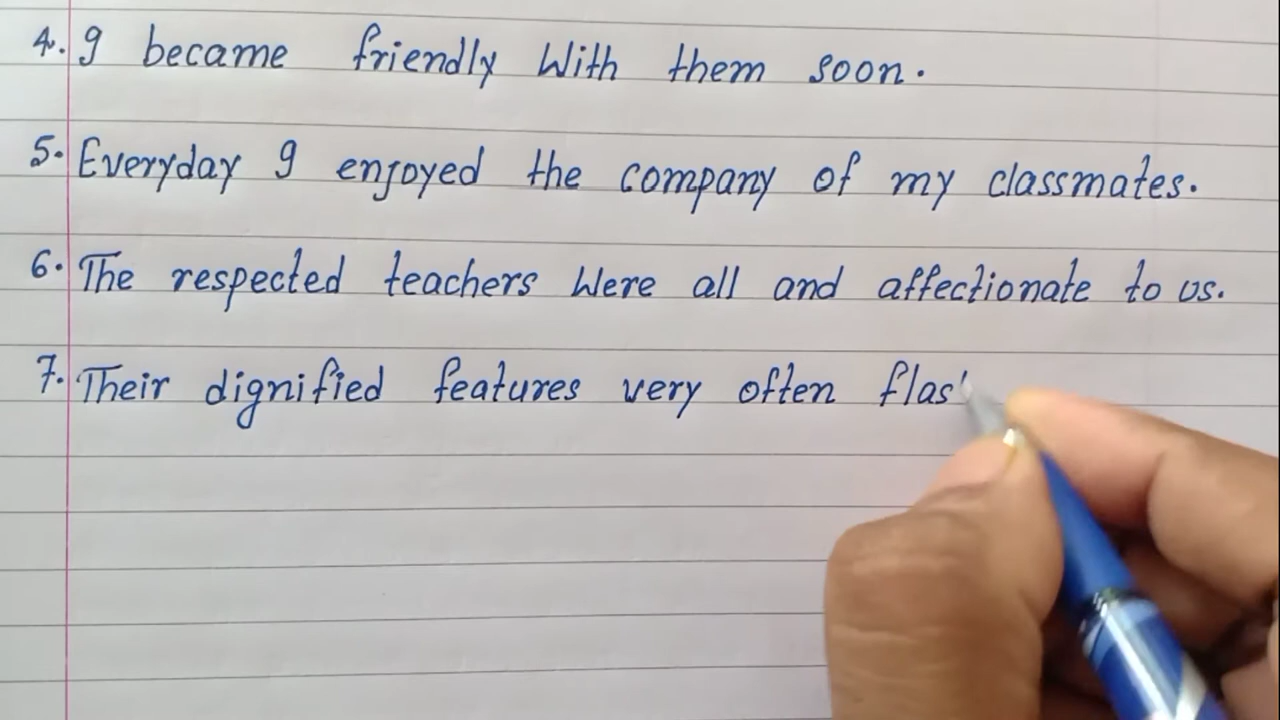 4. I became friendly With them soon.
5. Everyday I enjoyed the company of my classmates.
6. The respected teachers Were all and affectionate to us.
7. Their dignified features very often flas